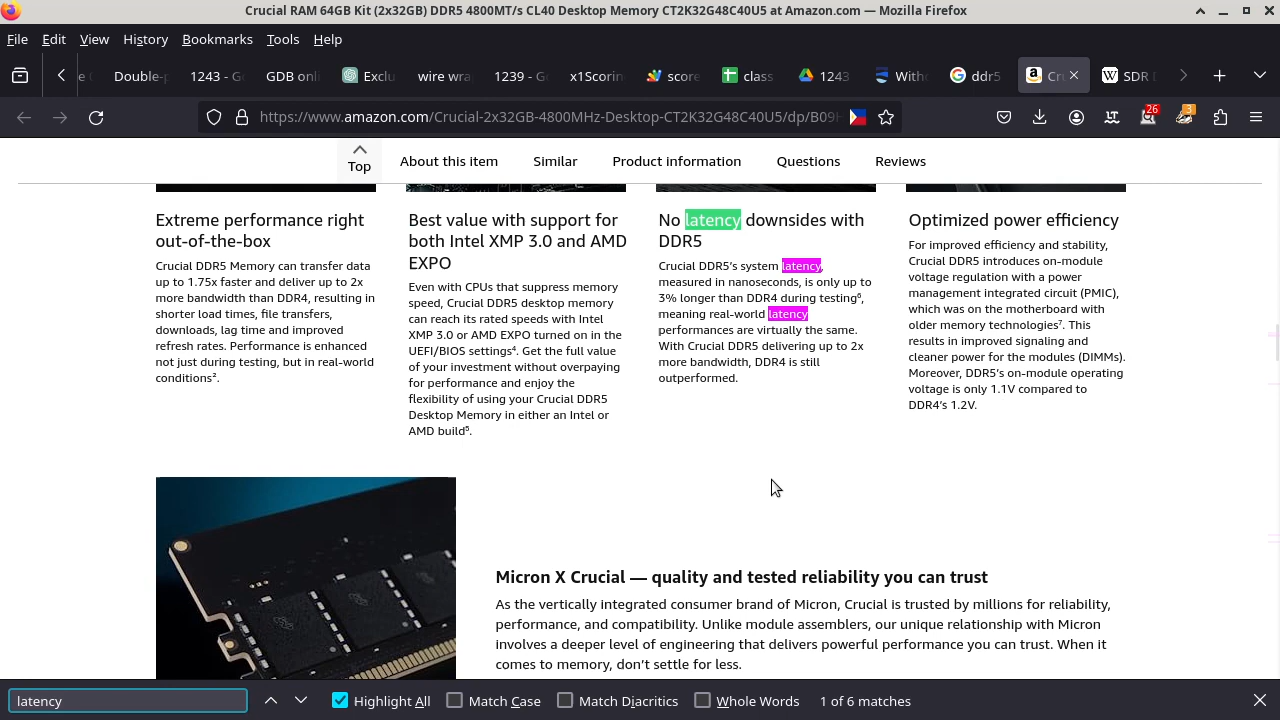 Crucial RAM 64GB Kit (2x32GB) DDR5 4800MT/s CL40 Desktop Memory CT2K32G48C40U5 at Amazon.com — Mozilla Firefox
File Edit View History Bookmarks Tools Help
Double-p 1243 - G GDB onl Exclu wire wra 1239 - G x1Scorin score class 1243 With ddr5 Cr SDR
https://www.amazon.com/Crucial-2x32GB-4800MHz-Desktop-CT2K32G48C40U5/dp/B09H
26
3
Top About this item Similar Product information Questions Reviews
Extreme performance right
out-of-the-box
Crucial DDR5 Memory can transfer data
up to 1.75x faster and deliver up to 2x
more bandwidth than DDR4, resulting in
shorter load times, file transfers,
downloads, lag time and improved
refresh rates. Performance is enhanced
not just during testing, but in real-world
conditions².
Best value with support for
both Intel XMP 3.0 and AMD
EXPO
Even with CPUs that suppress memory
speed, Crucial DDR5 desktop memory
can reach its rated speeds with Intel
XMP 3.0 or AMD EXPO turned on in the
UEFI/BIOS settings⁴. Get the full value
of your investment without overpaying
for performance and enjoy the
flexibility of using your Crucial DDR5
Desktop Memory in either an Intel or
AMD build⁵.
No latency downsides with
DDR5
Crucial DDR5's system latency,
measured in nanoseconds, is only up to
3% longer than DDR4 during testing⁶,
meaning real-world latency
performances are virtually the same.
With Crucial DDR5 delivering up to 2x
more bandwidth, DDR4 is still
outperformed.
Optimized power efficiency
For improved efficiency and stability,
Crucial DDR5 introduces on-module
voltage regulation with a power
management integrated circuit (PMIC),
which was on the motherboard with
older memory technologies⁷. This
results in improved signaling and
cleaner power for the modules (DIMMs).
Moreover, DDR5's on-module operating
voltage is only 1.1V compared to
DDR4's 1.2V.
Micron X Crucial — quality and tested reliability you can trust
As the vertically integrated consumer brand of Micron, Crucial is trusted by millions for reliability,
performance, and compatibility. Unlike module assemblers, our unique relationship with Micron
involves a deeper level of engineering that delivers powerful performance you can trust. When it
comes to memory, don't settle for less.
latency Highlight All Match Case Match Diacritics Whole Words 1 of 6 matches